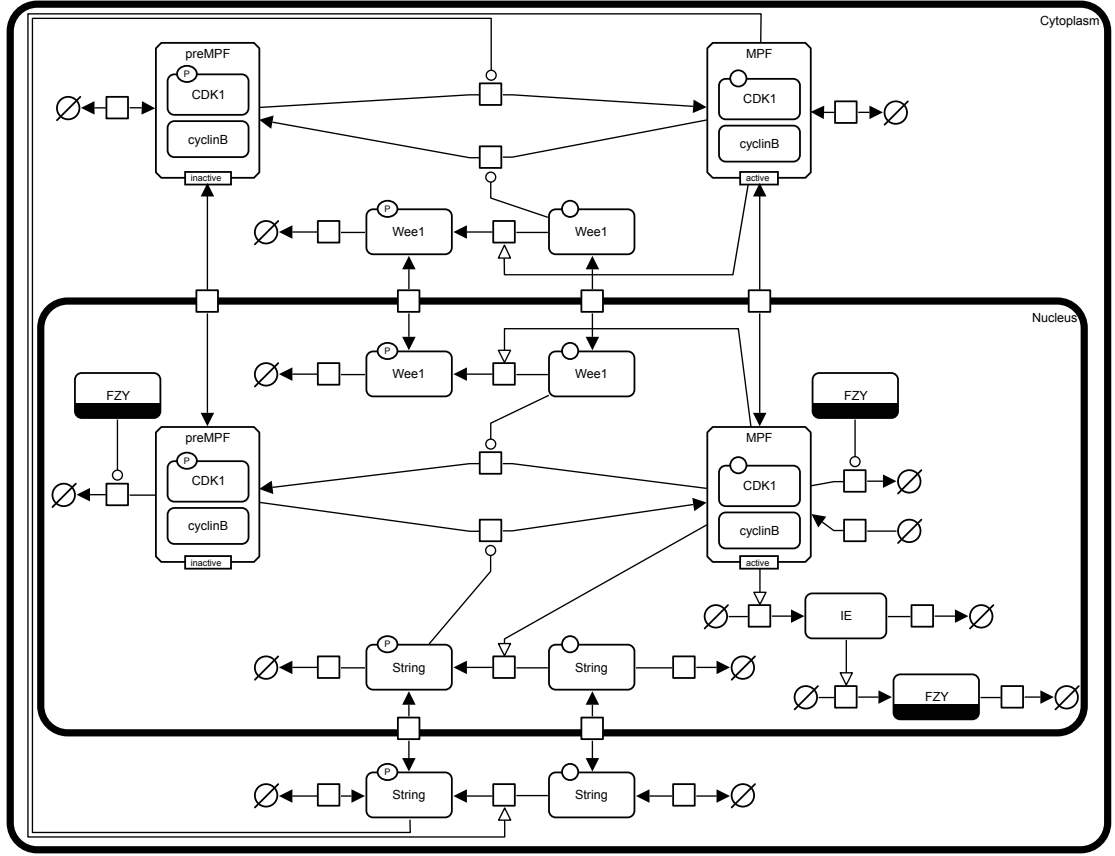 Cytoplasm
preMPF
MPF
P
CDK1
CDK1
cyclinB
cyclinB
inactive
active
P
Wee1
Wee1
Nucleus
P
Wee1
Wee1
FZY
FZY
preMPF
MPF
P
CDK1
CDK1
cyclinB
cyclinB
inactive
active
IE
P
String
String
FZY
P
String
String